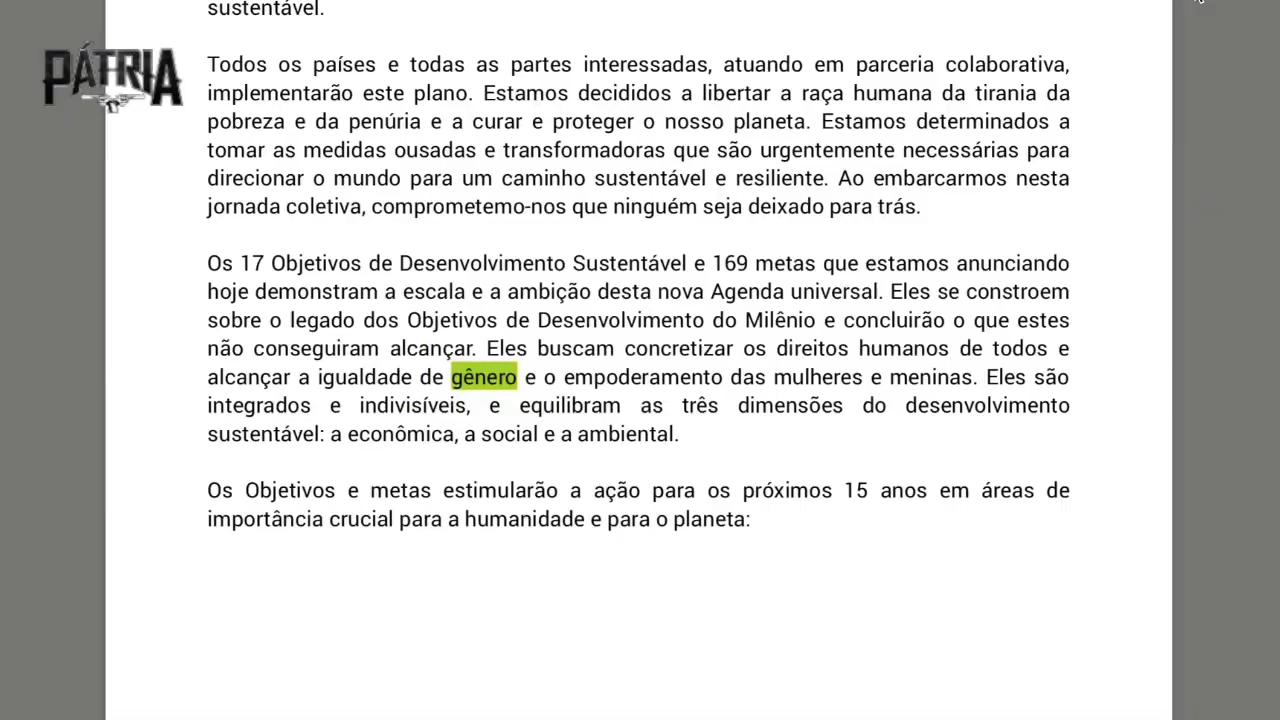 sustentável.
PÁTRIA
Todos os países e todas as partes interessadas, atuando em parceria colaborativa,
implementarão este plano. Estamos decididos a libertar a raça humana da tirania da
pobreza e da penúria e a curar e proteger o nosso planeta. Estamos determinados a
tomar as medidas ousadas e transformadoras que são urgentemente necessárias para
direcionar o mundo para um caminho sustentável e resiliente. Ao embarcarmos nesta
jornada coletiva, comprometemo-nos que ninguém seja deixado para trás.
Os 17 Objetivos de Desenvolvimento Sustentável e 169 metas que estamos anunciando
hoje demonstram a escala e a ambição desta nova Agenda universal. Eles se constroem
sobre o legado dos Objetivos de Desenvolvimento do Milênio e concluirão o que estes
não conseguiram alcançar. Eles buscam concretizar os direitos humanos de todos e
alcançar a igualdade de gênero e o empoderamento das mulheres e meninas. Eles são
integrados e indivisíveis, e equilibram as três dimensões do desenvolvimento
sustentável: a econômica, a social e a ambiental.
Os Objetivos e metas estimularão a ação para os próximos 15 anos em áreas de
importância crucial para a humanidade e para o planeta: